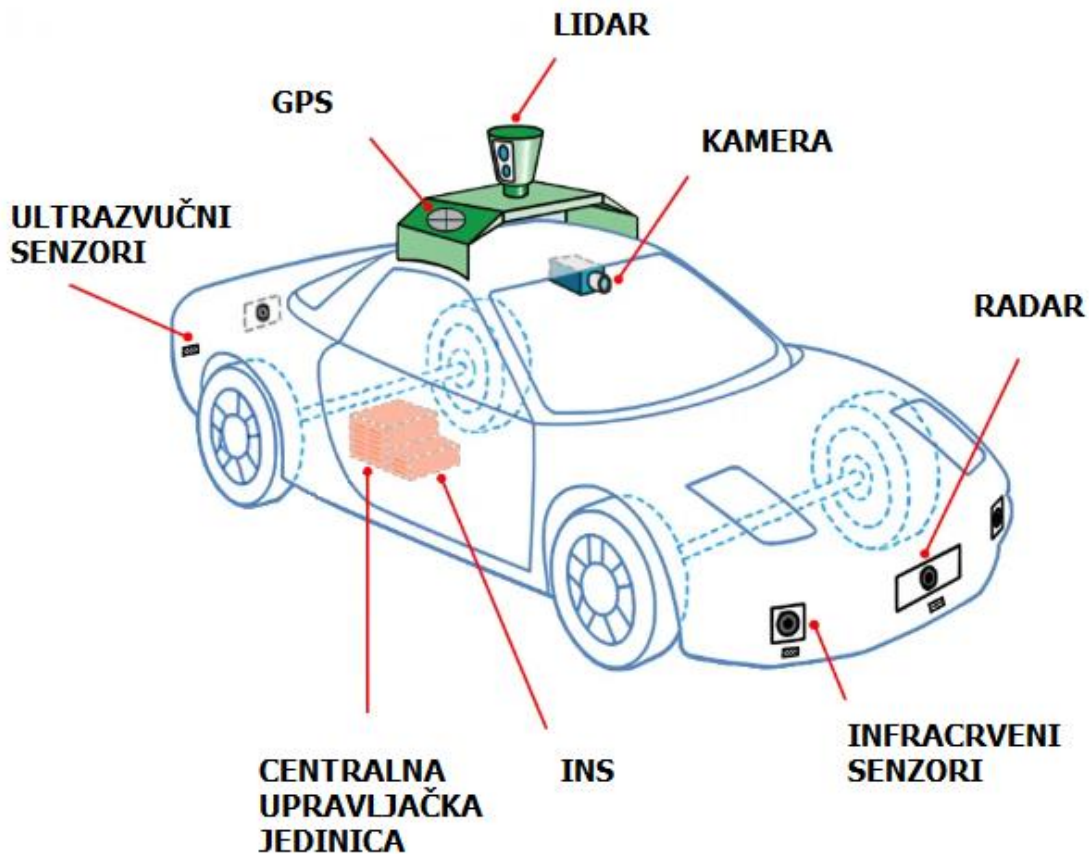 LIDAR
GPS
KAMERA
ULTRAZVUČNI
SENZORI
RADAR
INFRACRVENI
SENZORI
CENTRALNA
UPRAVLJAČKA
JEDINICA
INS